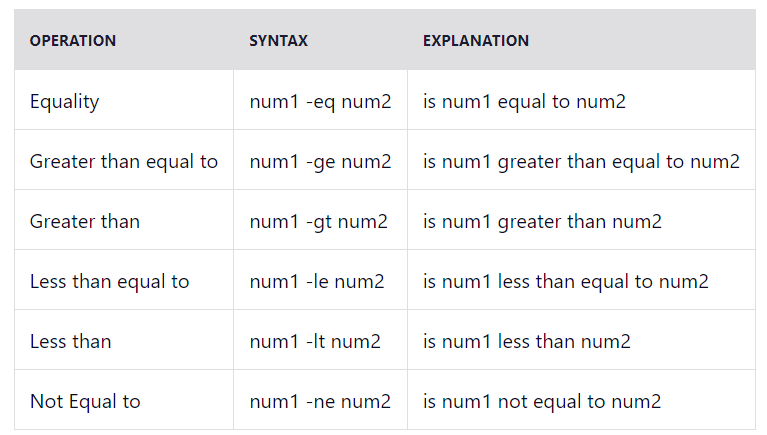 OPERATION SYNTAX EXPLANATION
Equality num1 -eq num2 is num1 equal to num2
Greater than equal to num1 -ge num2 is num1 greater than equal to num2
Greater than num1 -gt num2 is num1 greater than num2
Less than equal to num1 -le num2 is num1 less than equal to num2
Less than num1 -lt num2 is num1 less than num2
Not Equal to num1 -ne num2 is num1 not equal to num2